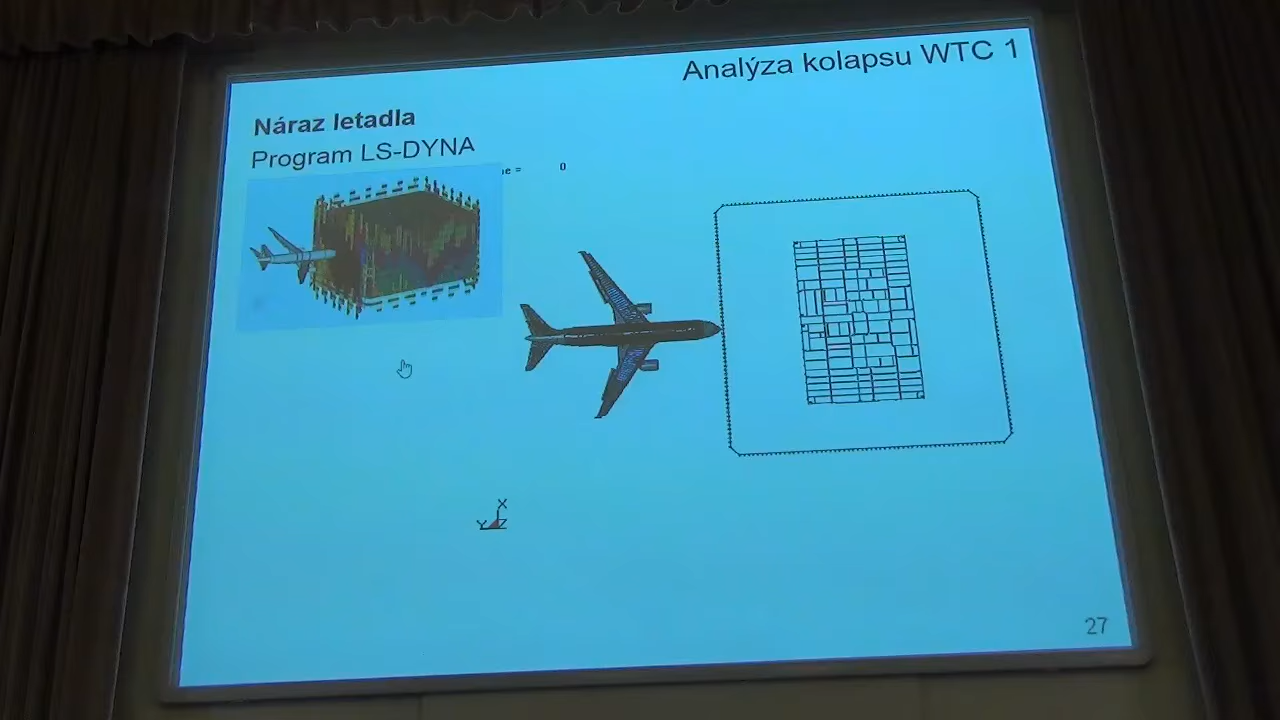 Analýza kolapsu WTC 1
Náraz letadla
Program LS-DYNA
0
X
Y Z
27